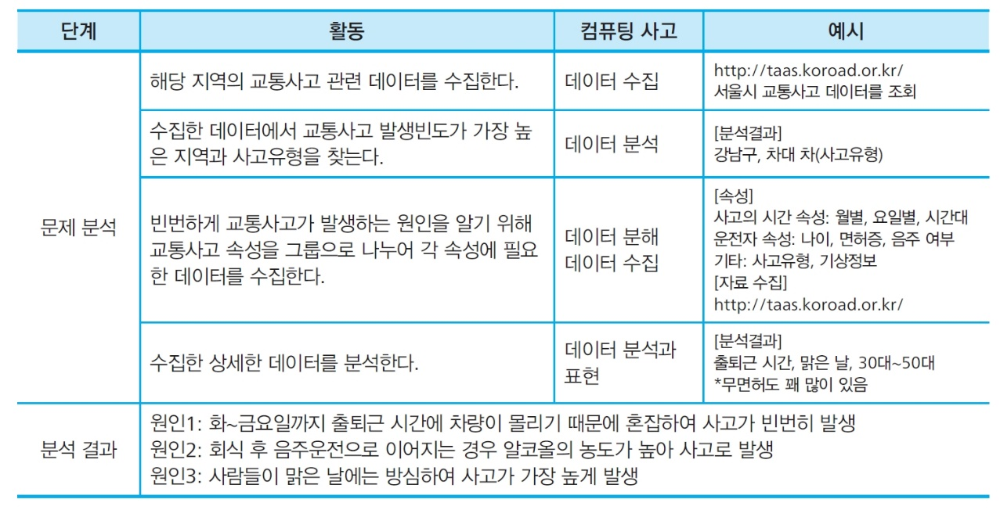 단계 활동 컴퓨팅 사고 예시
문제 분석
해당 지역의 교통사고 관련 데이터를 수집한다.
데이터 수집
http://taas.koroad.or.kr/
서울시 교통사고 데이터를 조회
수집한 데이터에서 교통사고 발생빈도가 가장 높
은 지역과 사고유형을 찾는다.
데이터 분석
[분석결과]
강남구, 차대 차(사고유형)
빈번하게 교통사고가 발생하는 원인을 알기 위해
교통사고 속성을 그룹으로 나누어 각 속성에 필요
한 데이터를 수집한다.
데이터 분해
데이터 수집
[속성]
사고의 시간 속성: 월별, 요일별, 시간대
운전자 속성: 나이, 면허증, 음주 여부
기타: 사고유형, 기상정보
[자료 수집]
http://taas.koroad.or.kr/
수집한 상세한 데이터를 분석한다.
데이터 분석과
표현
[분석결과]
출퇴근 시간, 맑은 날, 30대~50대
*무면허도 꽤 많이 있음
분석 결과
원인1: 화~금요일까지 출퇴근 시간에 차량이 몰리기 때문에 혼잡하여 사고가 빈번히 발생
원인2: 회식 후 음주운전으로 이어지는 경우 알코올의 농도가 높아 사고로 발생
원인3: 사람들이 맑은 날에는 방심하여 사고가 가장 높게 발생